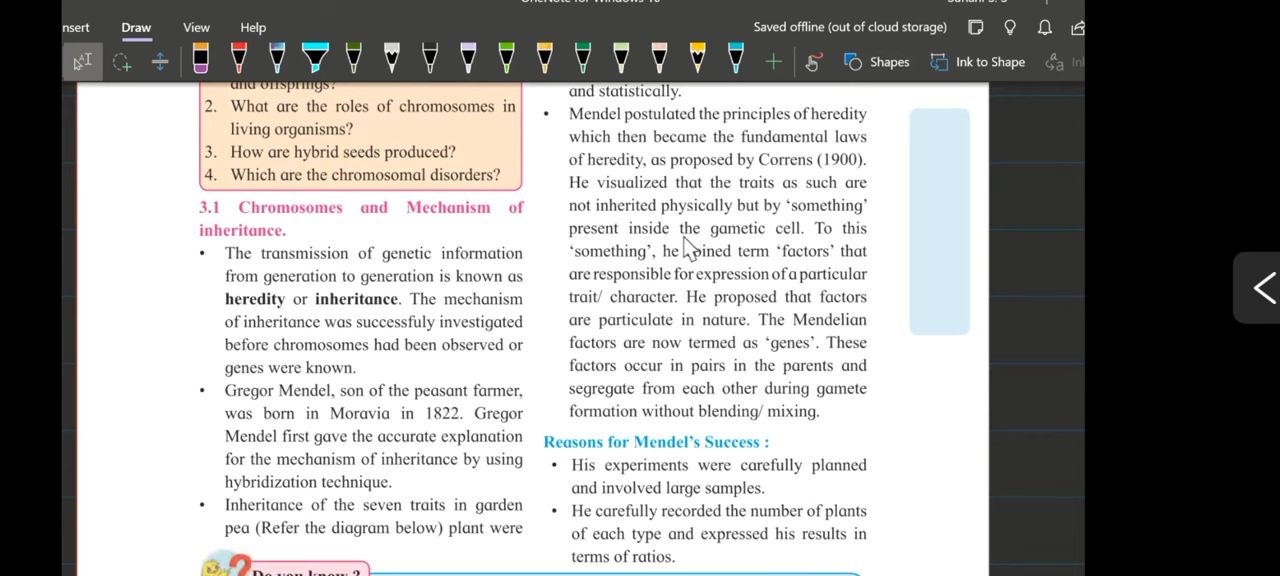 OneNote for Windows 10
nsert
Draw
View
Help
Saved offline (out of cloud storage)
Shapes
Ink to Shape
and offsprings?
2. What are the roles of chromosomes in
living organisms?
3. How are hybrid seeds produced?
4. Which are the chromosomal disorders?
3.1 Chromosomes and Mechanism of
inheritance.
• The transmission of genetic information
from generation to generation is known as
heredity or inheritance. The mechanism
of inheritance was successfuly investigated
before chromosomes had been observed or
genes were known.
• Gregor Mendel, son of the peasant farmer,
was born in Moravia in 1822. Gregor
Mendel first gave the accurate explanation
for the mechanism of inheritance by using
hybridization technique.
• Inheritance of the seven traits in garden
pea (Refer the diagram below) plant were
Do you know ?
and statistically.
• Mendel postulated the principles of heredity
which then became the fundamental laws
of heredity, as proposed by Correns (1900).
He visualized that the traits as such are
not inherited physically but by ‘something’
present inside the gametic cell. To this
‘something’, he coined term ‘factors’ that
are responsible for expression of a particular
trait/ character. He proposed that factors
are particulate in nature. The Mendelian
factors are now termed as ‘genes’. These
factors occur in pairs in the parents and
segregate from each other during gamete
formation without blending/ mixing.
Reasons for Mendel’s Success :
• His experiments were carefully planned
and involved large samples.
• He carefully recorded the number of plants
of each type and expressed his results in
terms of ratios.